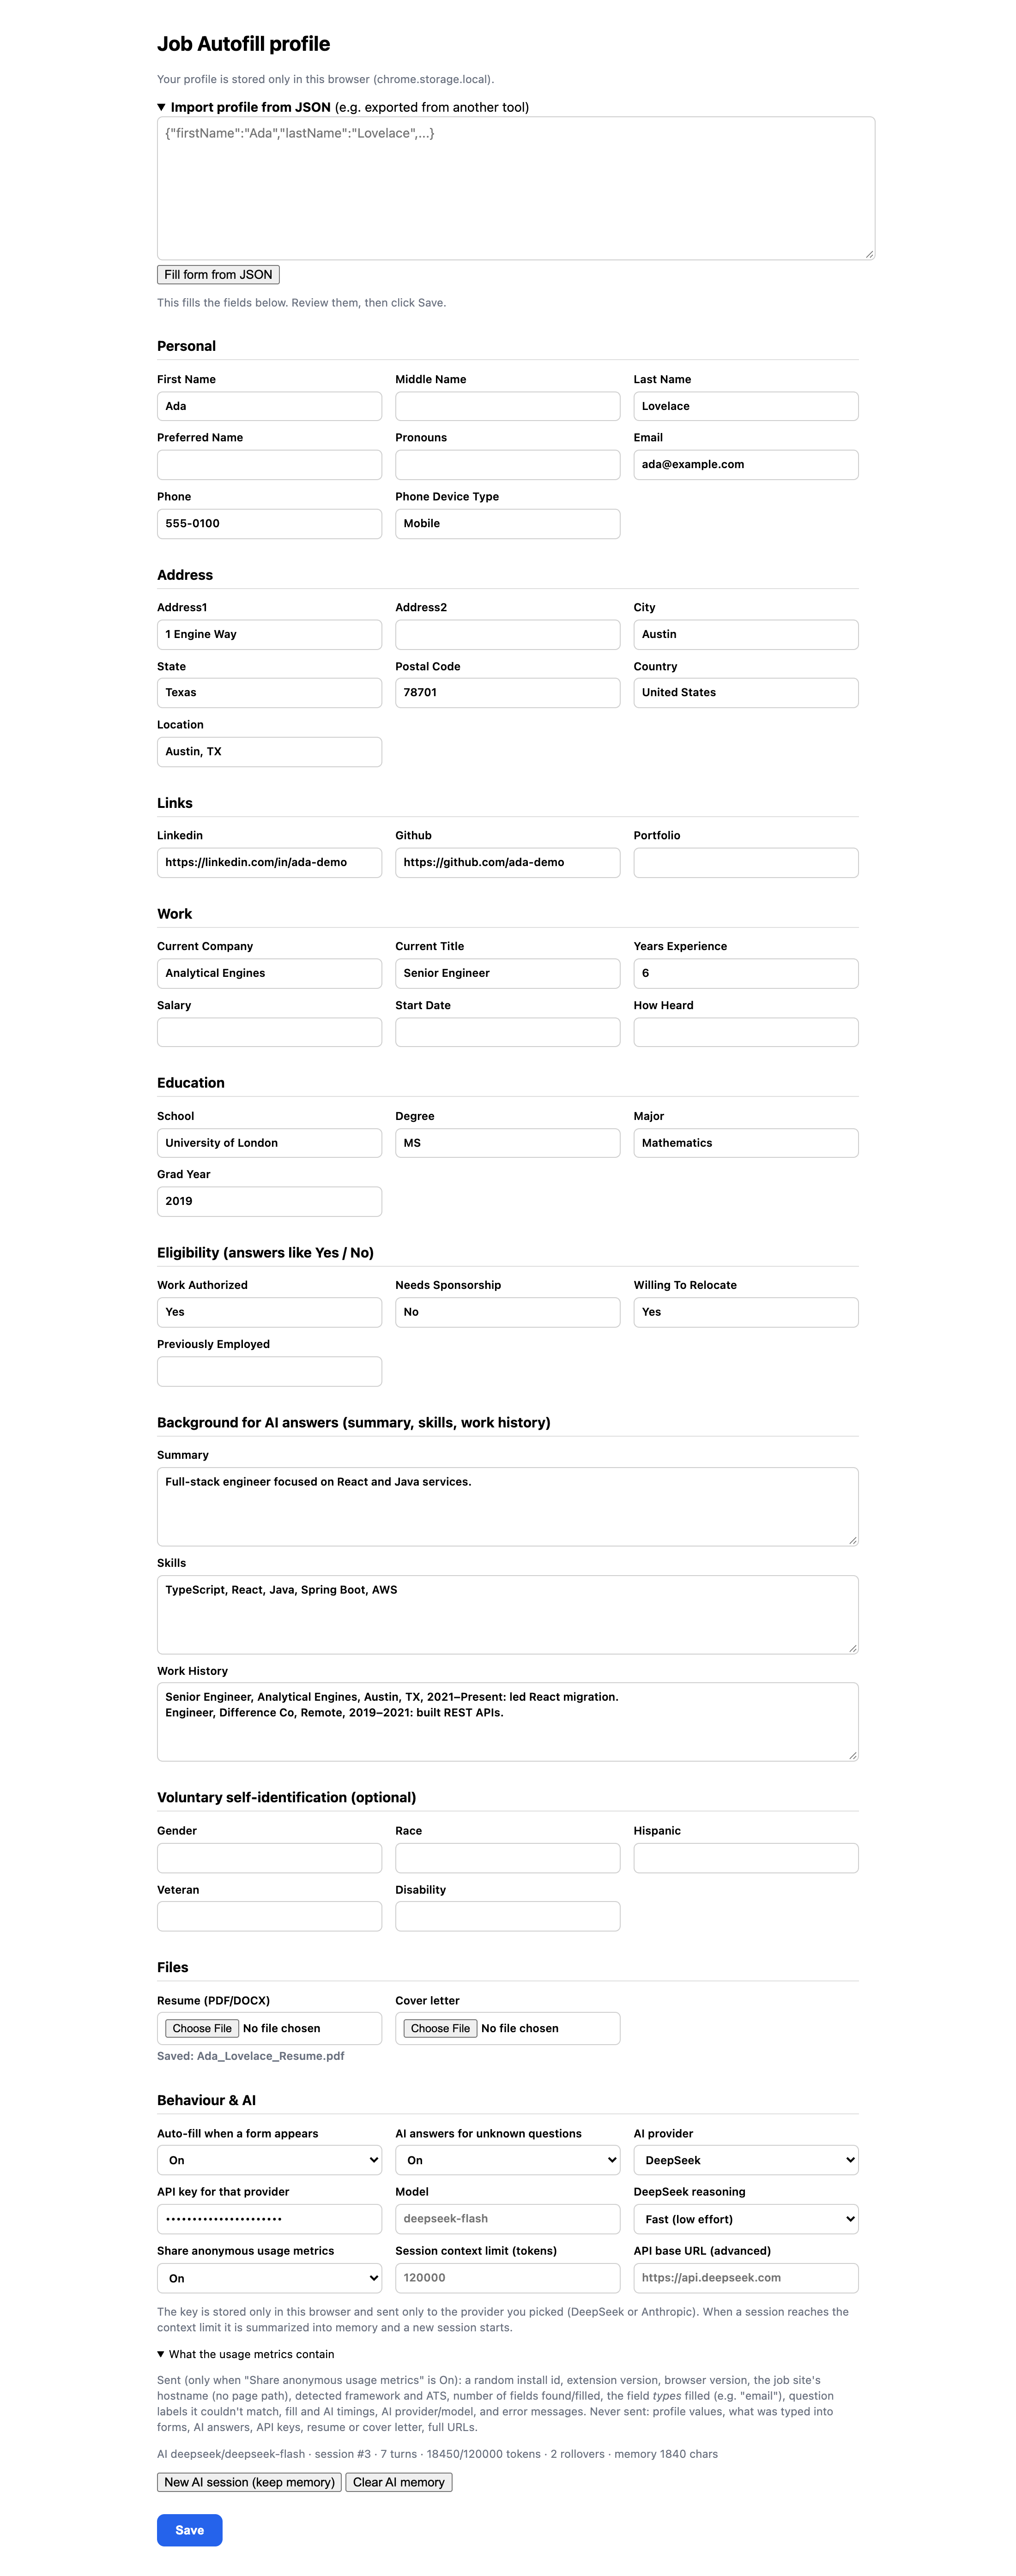 Job Autofill profile
Your profile is stored only in this browser (chrome.storage.local).
▼ Import profile from JSON (e.g. exported from another tool)
{"firstName":"Ada","lastName":"Lovelace",...}
Fill form from JSON
This fills the fields below. Review them, then click Save.
Personal
First Name Middle Name Last Name
Ada Lovelace
Preferred Name Pronouns Email
ada@example.com
Phone Phone Device Type
555-0100 Mobile
Address
Address1 Address2 City
1 Engine Way Austin
State Postal Code Country
Texas 78701 United States
Location
Austin, TX
Links
Linkedin Github Portfolio
https://linkedin.com/in/ada-demo https://github.com/ada-demo
Work
Current Company Current Title Years Experience
Analytical Engines Senior Engineer 6
Salary Start Date How Heard
Education
School Degree Major
University of London MS Mathematics
Grad Year
2019
Eligibility (answers like Yes / No)
Work Authorized Needs Sponsorship Willing To Relocate
Yes No Yes
Previously Employed
Background for AI answers (summary, skills, work history)
Summary
Full-stack engineer focused on React and Java services.
Skills
TypeScript, React, Java, Spring Boot, AWS
Work History
Senior Engineer, Analytical Engines, Austin, TX, 2021–Present: led React migration.
Engineer, Difference Co, Remote, 2019–2021: built REST APIs.
Voluntary self-identification (optional)
Gender Race Hispanic
Veteran Disability
Files
Resume (PDF/DOCX) Cover letter
Choose File No file chosen Choose File No file chosen
Saved: Ada_Lovelace_Resume.pdf
Behaviour & AI
Auto-fill when a form appears AI answers for unknown questions AI provider
On On DeepSeek
API key for that provider Model DeepSeek reasoning
•••••••••••••••••••••• deepseek-flash Fast (low effort)
Share anonymous usage metrics Session context limit (tokens) API base URL (advanced)
On 120000 https://api.deepseek.com
The key is stored only in this browser and sent only to the provider you picked (DeepSeek or Anthropic). When a session reaches the
context limit it is summarized into memory and a new session starts.
▼ What the usage metrics contain
Sent (only when "Share anonymous usage metrics" is On): a random install id, extension version, browser version, the job site's
hostname (no page path), detected framework and ATS, number of fields found/filled, the field types filled (e.g. "email"), question
labels it couldn't match, fill and AI timings, AI provider/model, and error messages. Never sent: profile values, what was typed into
forms, AI answers, API keys, resume or cover letter, full URLs.
AI deepseek/deepseek-flash · session #3 · 7 turns · 18450/120000 tokens · 2 rollovers · memory 1840 chars
New AI session (keep memory) Clear AI memory
Save